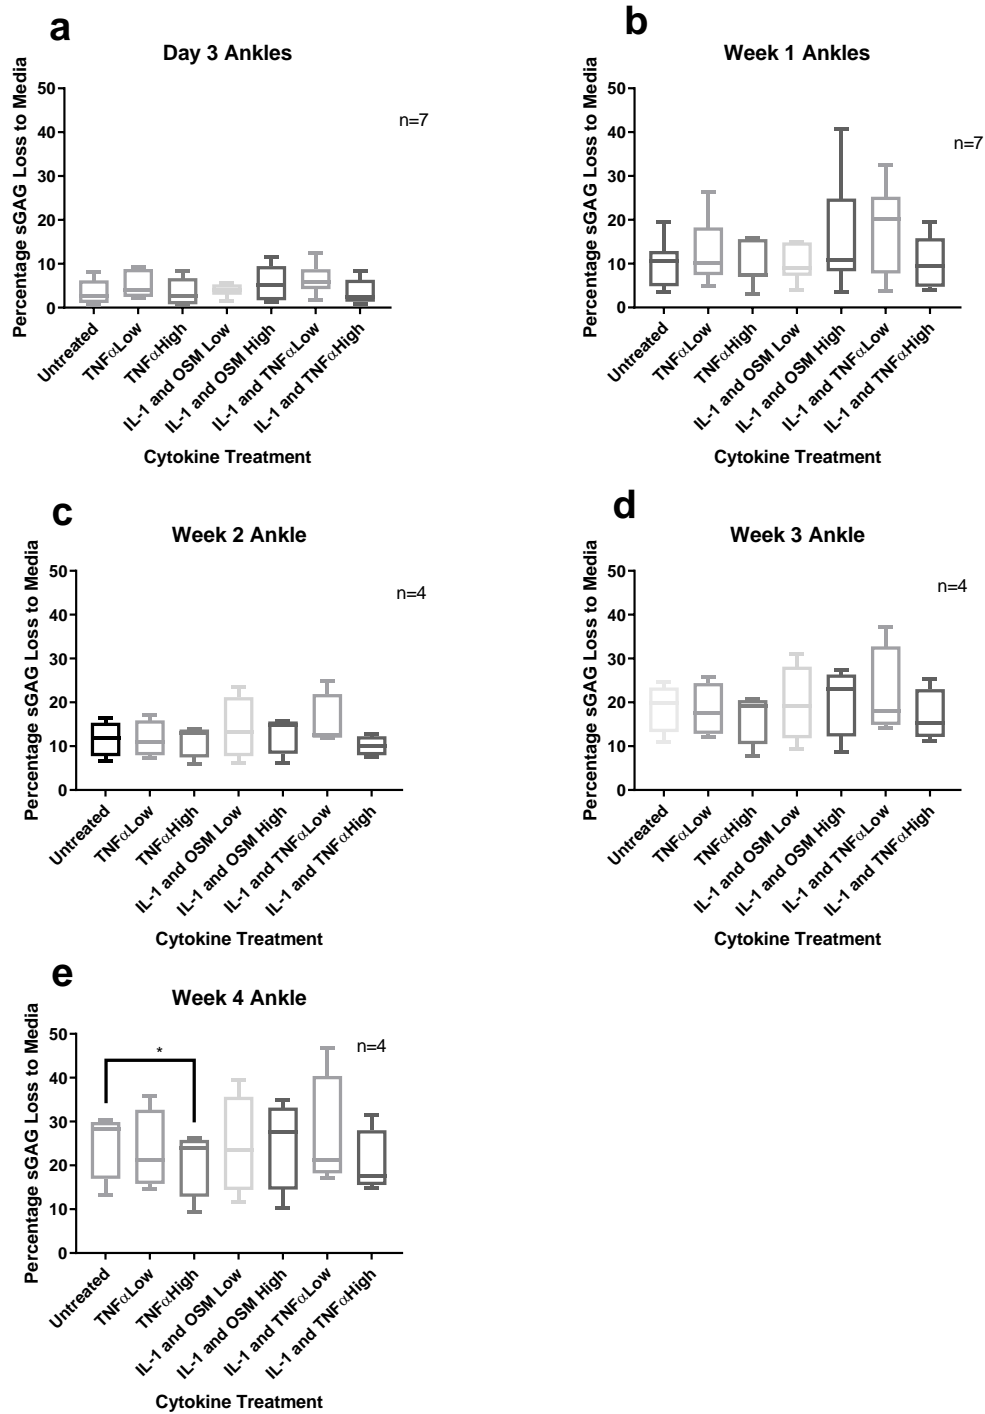 a
Day 3 Ankles
Percentage sGAG Loss to Media
50
40
30
20
10
0
n=7
Untreated
TNFαLow
TNFαHigh
IL-1 and OSM Low
IL-1 and OSM High
IL-1 and TNFαLow
IL-1 and TNFαHigh
Cytokine Treatment
b
Week 1 Ankles
Percentage sGAG Loss to Media
50
40
30
20
10
0
n=7
Untreated
TNFαLow
TNFαHigh
IL-1 and OSM Low
IL-1 and OSM High
IL-1 and TNFαLow
IL-1 and TNFαHigh
Cytokine Treatment
c
Week 2 Ankle
Percentage sGAG Loss to Media
50
40
30
20
10
0
n=4
Untreated
TNFαLow
TNFαHigh
IL-1 and OSM Low
IL-1 and OSM High
IL-1 and TNFαLow
IL-1 and TNFαHigh
Cytokine Treatment
d
Week 3 Ankle
Percentage sGAG Loss to Media
50
40
30
20
10
0
n=4
Untreated
TNFαLow
TNFαHigh
IL-1 and OSM Low
IL-1 and OSM High
IL-1 and TNFαLow
IL-1 and TNFαHigh
Cytokine Treatment
e
Week 4 Ankle
Percentage sGAG Loss to Media
50
40
30
20
10
0
*
n=4
Untreated
TNFαLow
TNFαHigh
IL-1 and OSM Low
IL-1 and OSM High
IL-1 and TNFαLow
IL-1 and TNFαHigh
Cytokine Treatment